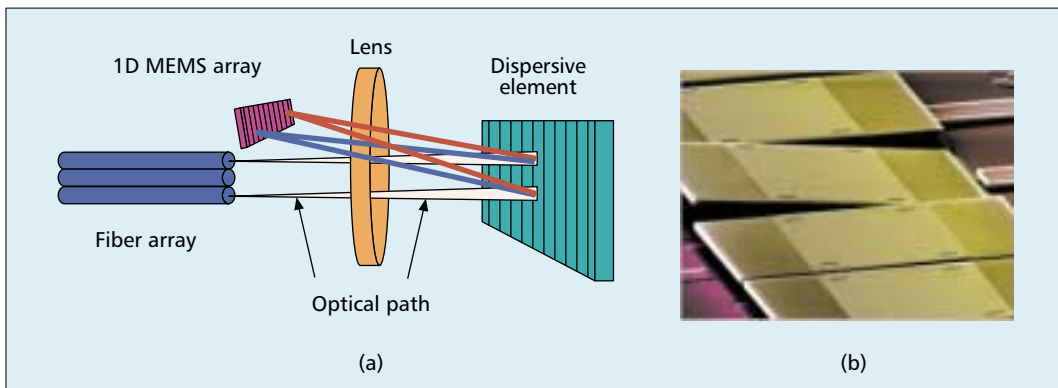 Lens
1D MEMS array
Dispersive
element
Fiber array
Optical path
(a)
(b)